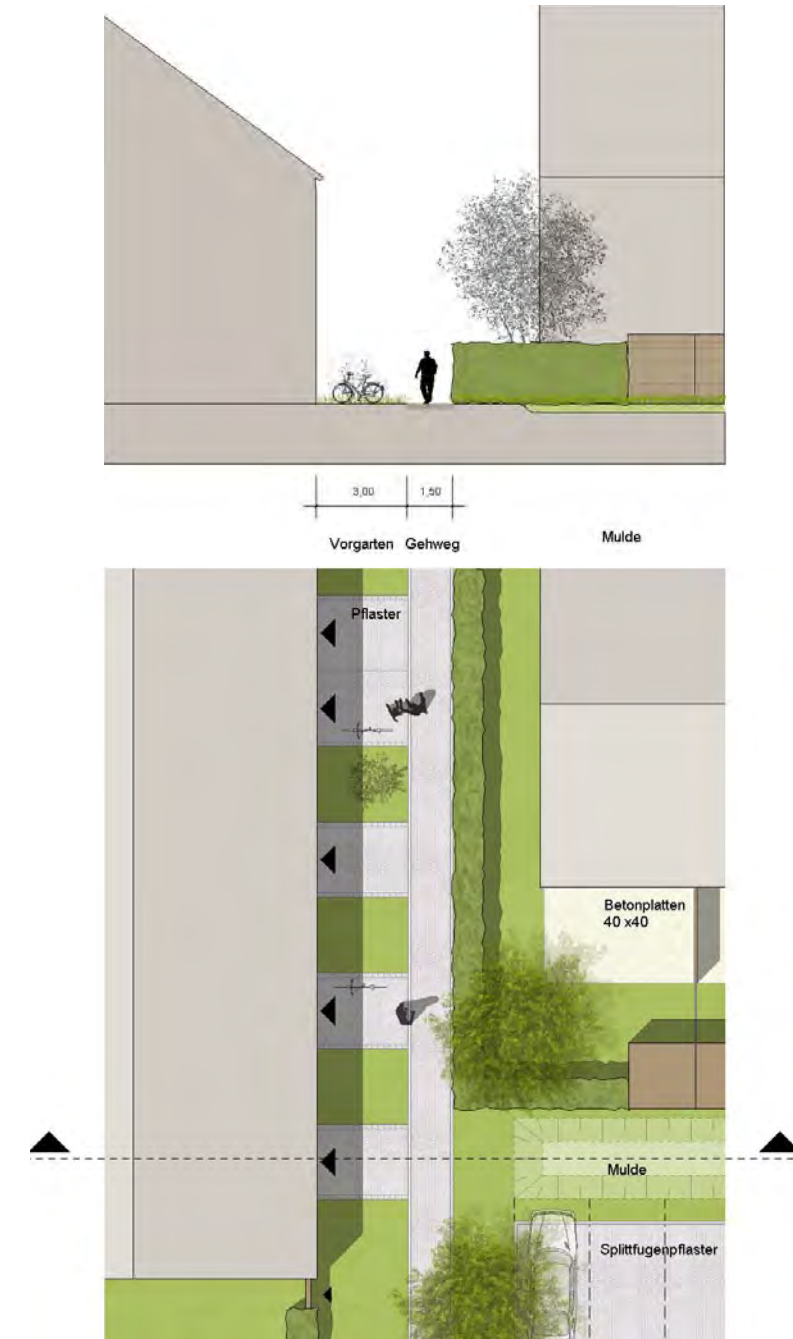 3,00 1,50
Vorgarten Gehweg Mulde
Pflaster
Betonplatten
40 x40
Mulde
Splittfugenpflaster